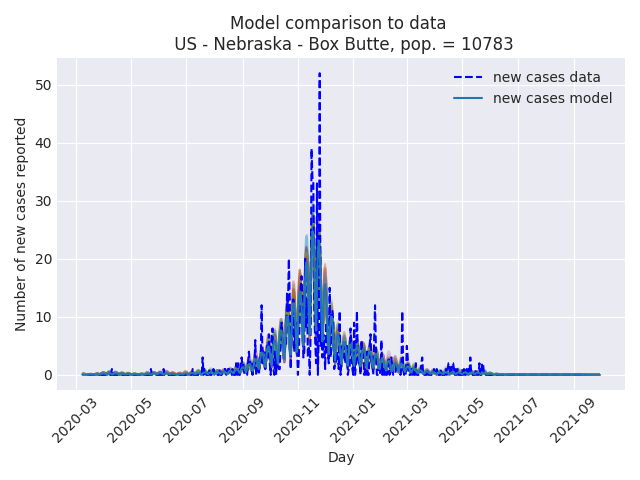 Model comparison to data
US - Nebraska - Box Butte, pop. = 10783
new cases data
new cases model
Number of new cases reported
50
40
30
20
10
0
2020-03
2020-05
2020-07
2020-09
2020-11
2021-01
2021-03
2021-05
2021-07
2021-09
Day